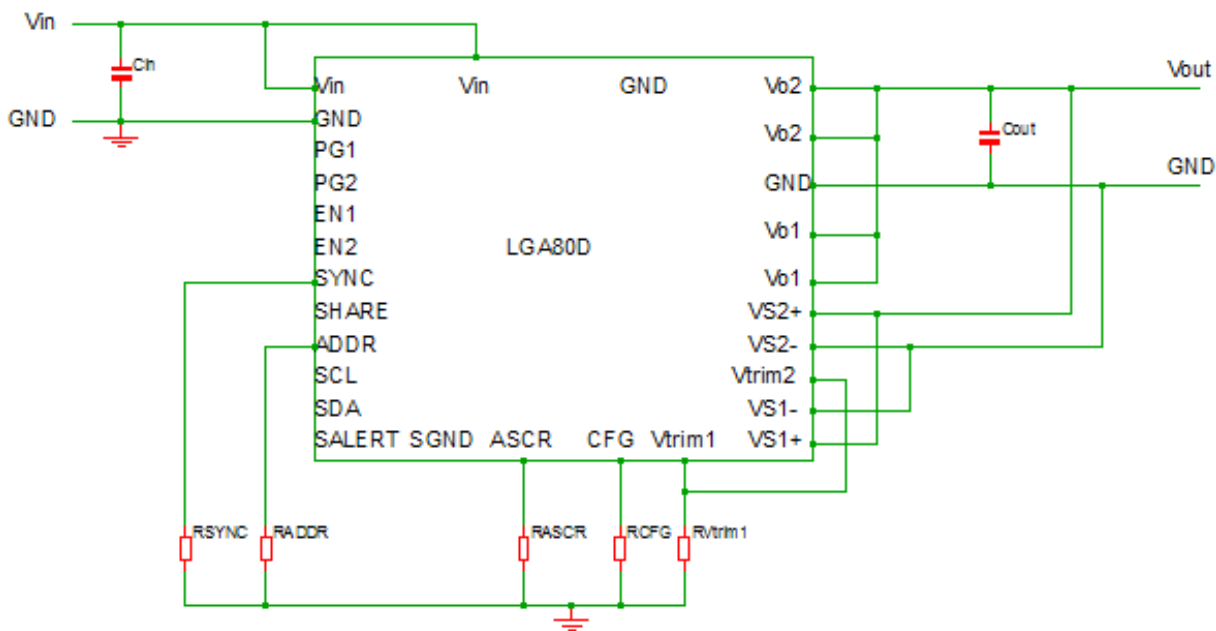 Vin
Cin
GND
Vin
Vin
GND
Vo2
Vout
GND
PG1
PG2
EN1
EN2
SYNC
SHARE
ADDR
SCL
SDA
SALERT
SGND
ASCR
CFG
Vtrim1
LGA80D
Vo2
GND
Vo1
Vo1
VS2+
VS2-
Vtrim2
VS1-
VS1+
Cout
GND
RSYNC
RADDR
RASCR
RCFG
RVtrim1